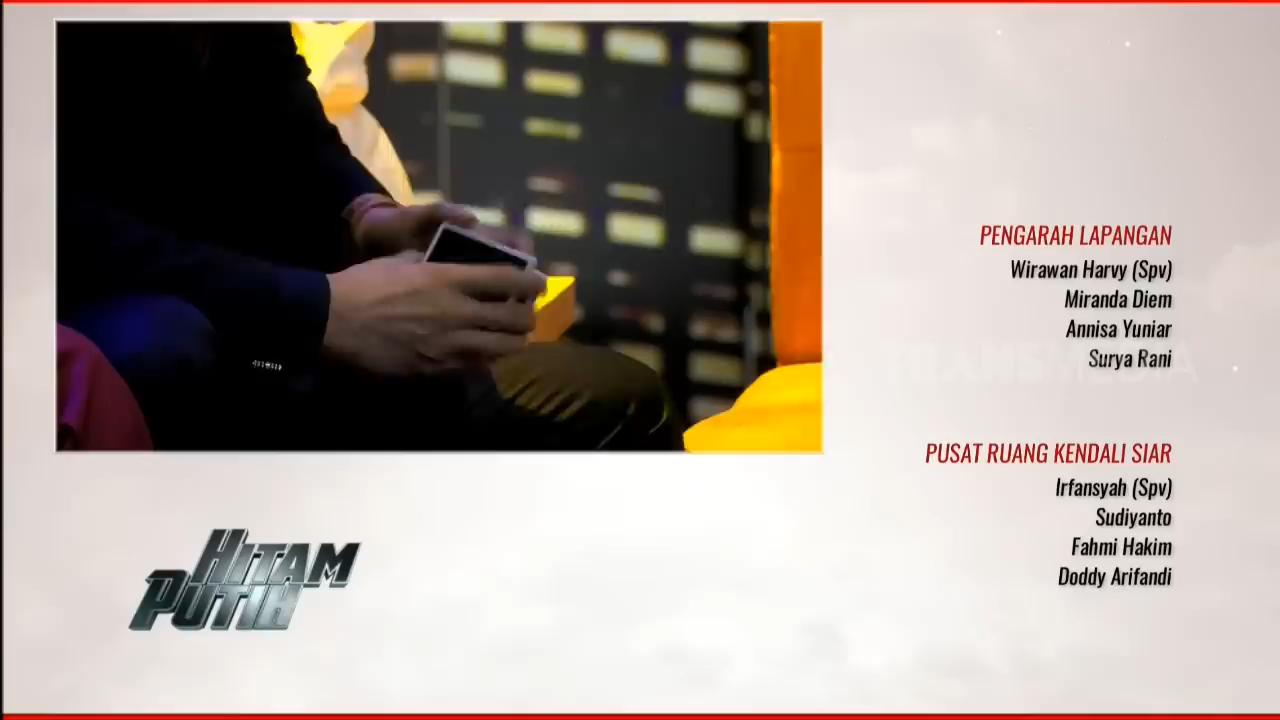 PENGARAH LAPANGAN
Wirawan Harvy (Spv)
Miranda Diem
Annisa Yuniar
Surya Rani
TRANSMEDIA
PUSAT RUANG KENDALI SIAR
Irfansyah (Spv)
Sudiyanto
Fahmi Hakim
Doddy Arifandi
HITAM
PUTIH